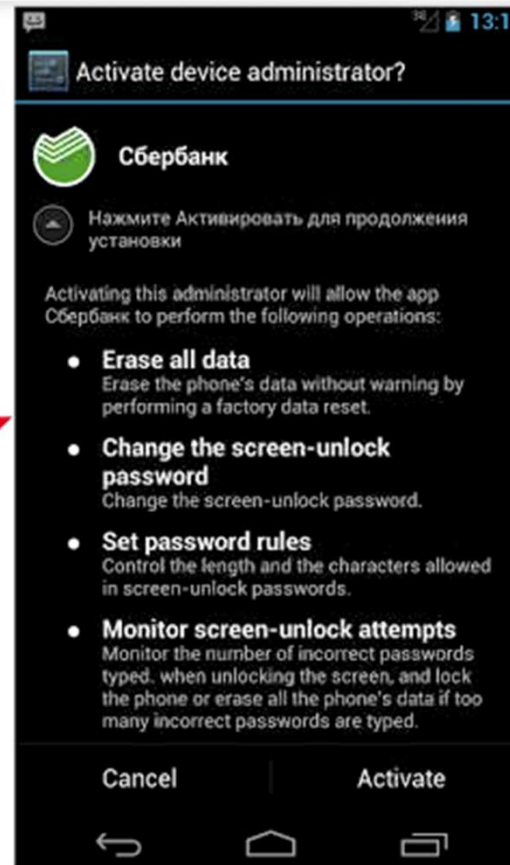 13:1
Activate device administrator?
Сбербанк
Нажмите Активировать для продолжения
установки
Activating this administrator will allow the app
Сбербанк to perform the following operations:
Erase all data
Erase the phone's data without warning by
performing a factory data reset.
Change the screen-unlock
password
Change the screen-unlock password.
Set password rules
Control the length and the characters allowed
in screen-unlock passwords.
Monitor screen-unlock attempts
Monitor the number of incorrect passwords
typed. when unlocking the screen, and lock
the phone or erase all the phone's data if too
many incorrect passwords are typed.
Cancel Activate